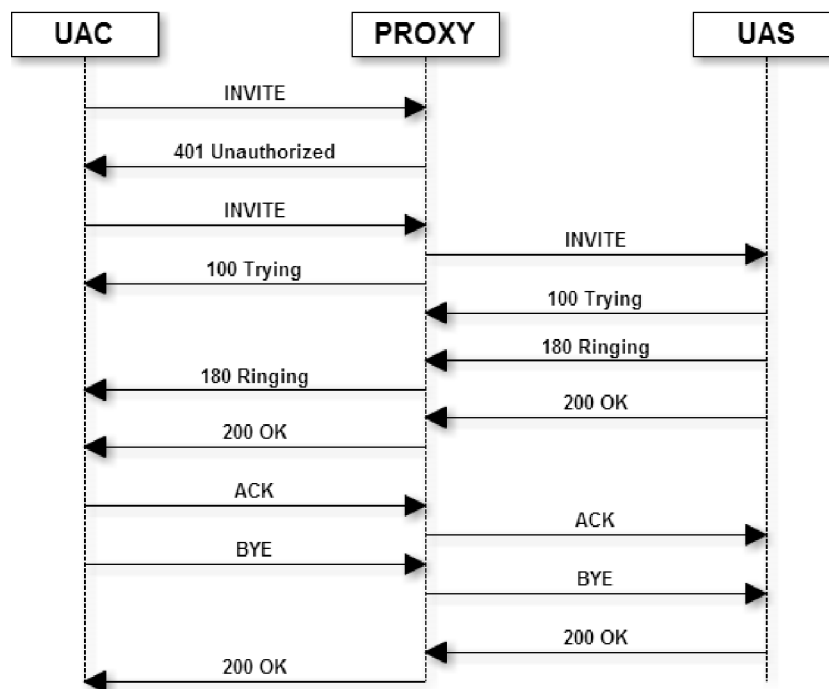 UAC
PROXY
UAS
INVITE
401 Unauthorized
INVITE
INVITE
100 Trying
100 Trying
180 Ringing
180 Ringing
200 OK
200 OK
ACK
ACK
BYE
BYE
200 OK
200 OK